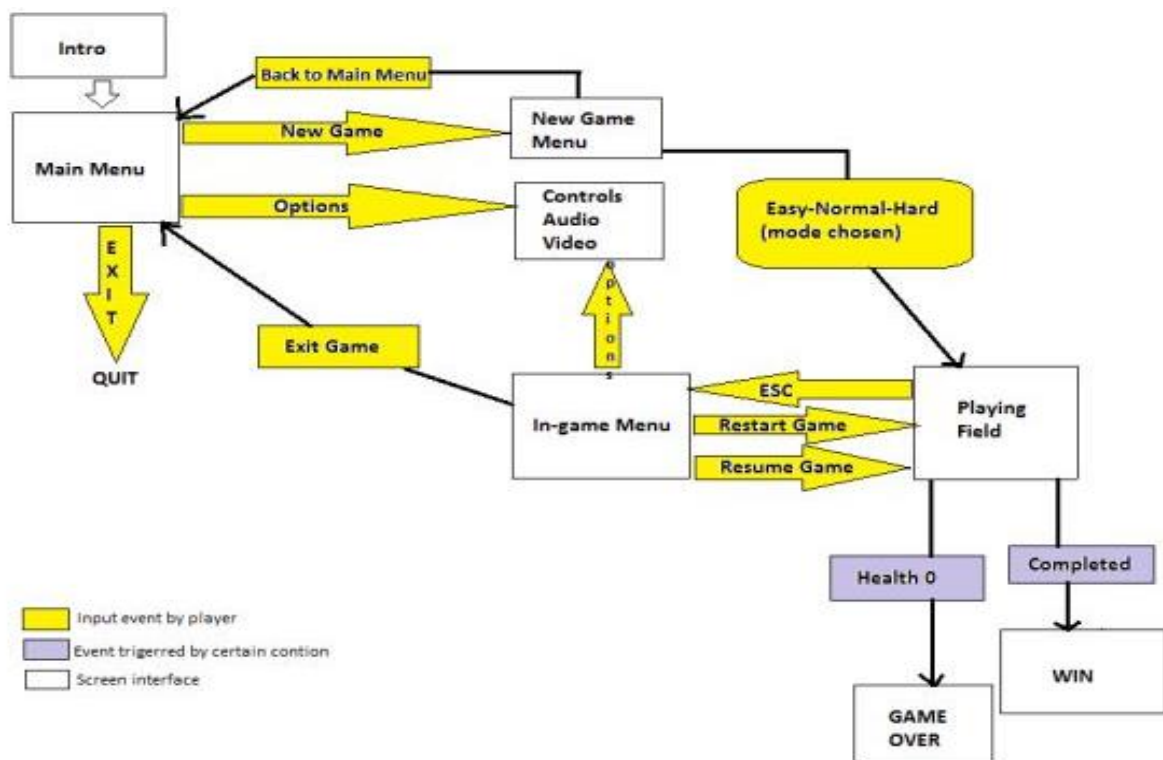 Intro
Back to Main Menu
New Game
New Game
Menu
Main Menu
Options
Controls
Audio
Video
Easy-Normal-Hard
(mode chosen)
EXIT
QUIT
options
Exit Game
In-game Menu
ESC
Restart Game
Resume Game
Playing
Field
Health 0
Completed
Input event by player
Event trigerred by certain contion
Screen interface
WIN
GAME
OVER